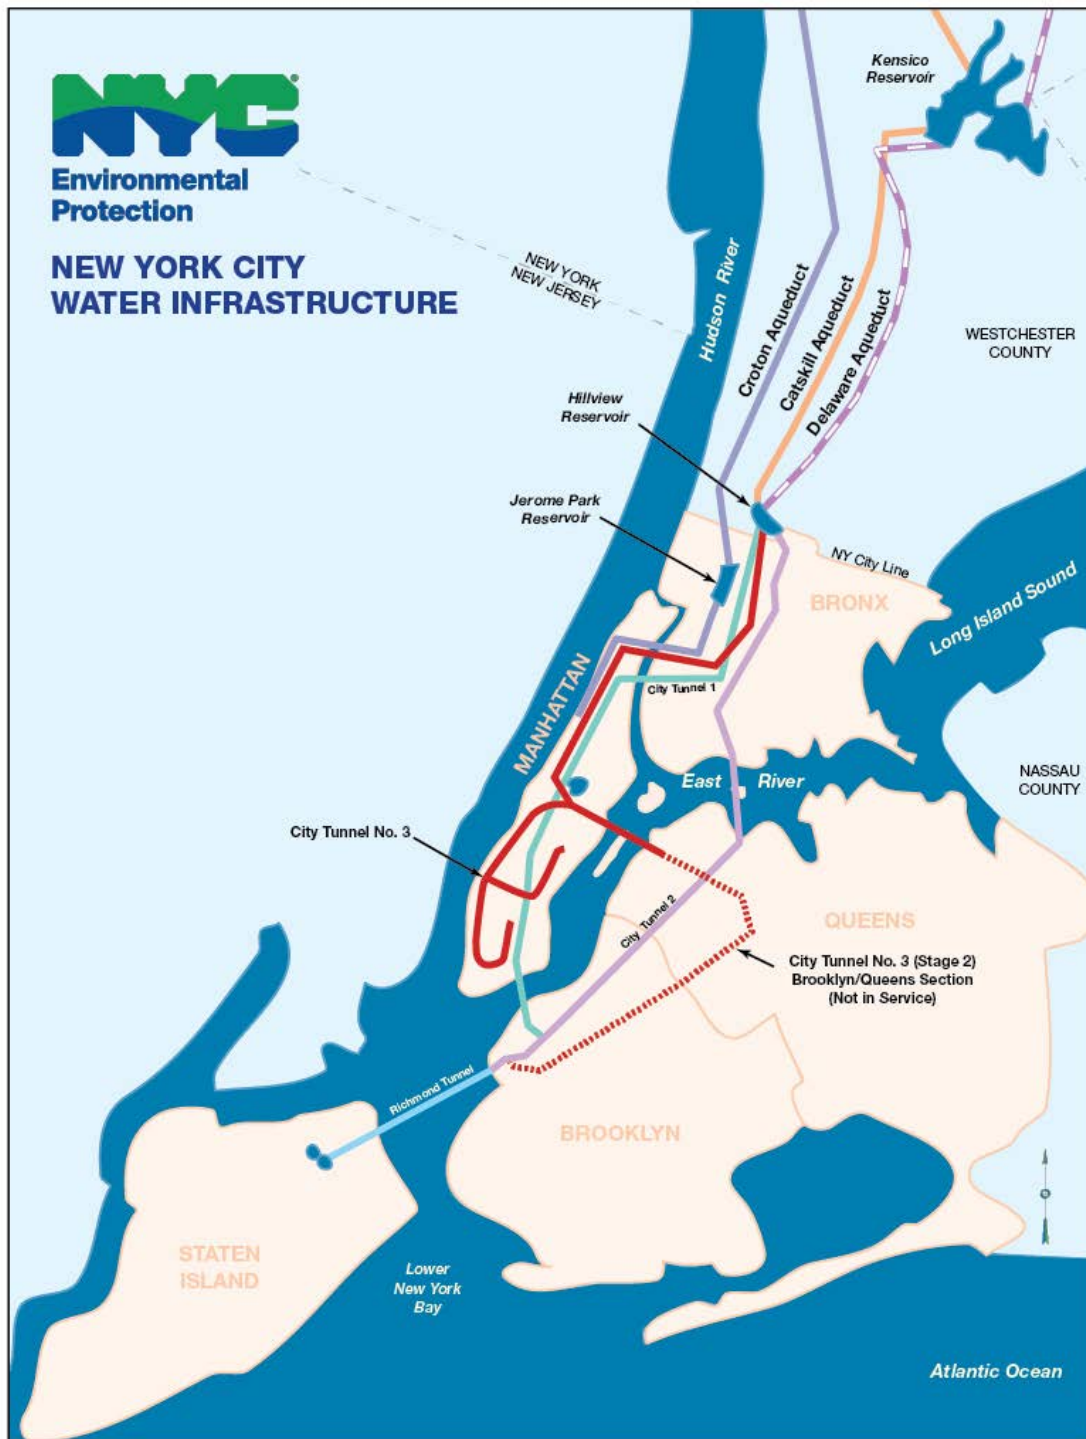 NYC
Environmental
Protection
NEW YORK CITY
WATER INFRASTRUCTURE
Kensico
Reservoir
NEW YORK
NEW JERSEY
Hudson River
Croton Aqueduct
Catskill Aqueduct
Delaware Aqueduct
WESTCHESTER
COUNTY
Hillview
Reservoir
Jerome Park
Reservoir
NY City Line
BRONX
Long Island Sound
MANHATTAN
City Tunnel 1
East River
NASSAU
COUNTY
City Tunnel No. 3
City Tunnel 2
QUEENS
City Tunnel No. 3 (Stage 2)
Brooklyn/Queens Section
(Not in Service)
Richmond Tunnel
BROOKLYN
STATEN
ISLAND
Lower
New York
Bay
Atlantic Ocean